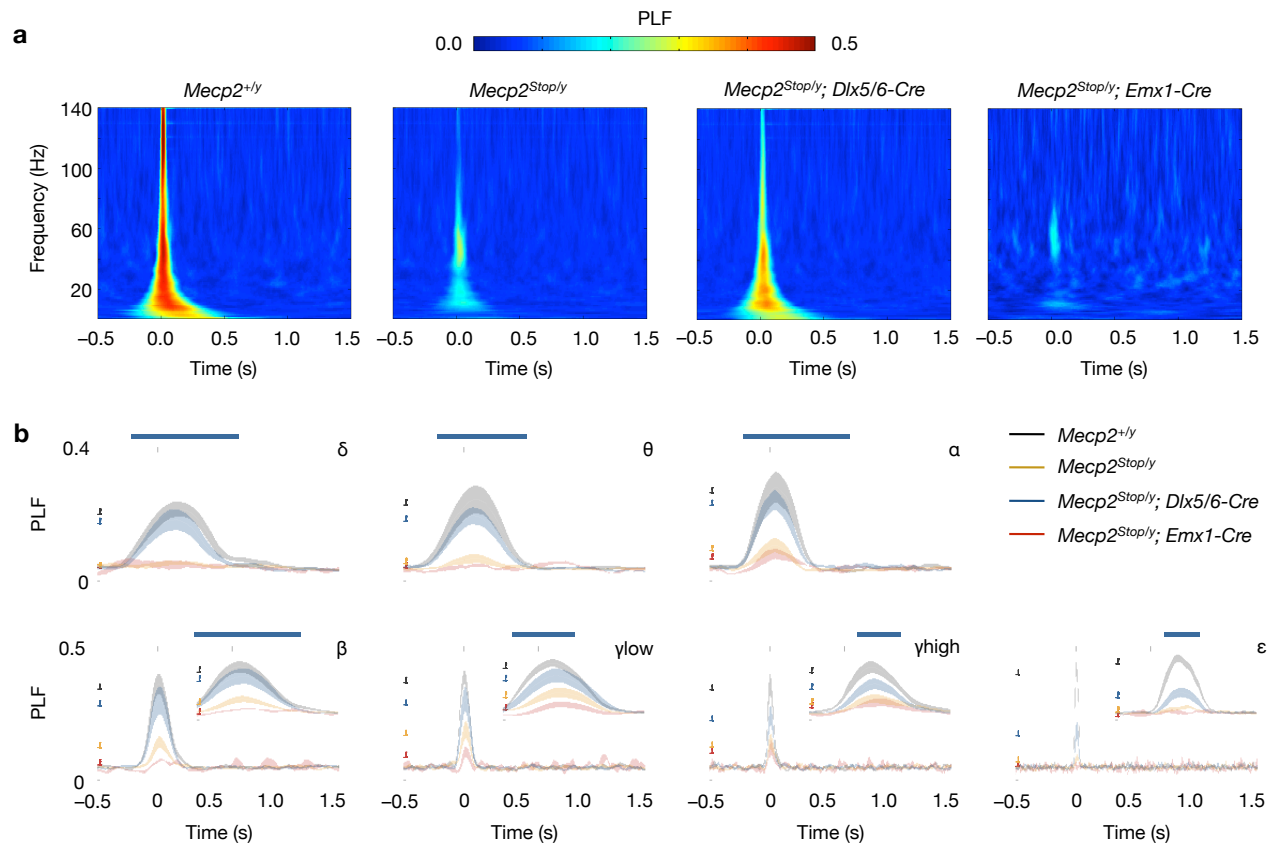 a
PLF
0.0 0.5
Mecp2+/y Mecp2Stop/y Mecp2Stop/y; Dlx5/6-Cre Mecp2Stop/y; Emx1-Cre
Frequency (Hz)
140
100
60
20
−0.5 0.0 0.5 1.0 1.5 −0.5 0.0 0.5 1.0 1.5 −0.5 0.0 0.5 1.0 1.5 −0.5 0.0 0.5 1.0 1.5
Time (s) Time (s) Time (s) Time (s)
b
0.4 δ θ α
PLF
0
Mecp2+/y
Mecp2Stop/y
Mecp2Stop/y; Dlx5/6-Cre
Mecp2Stop/y; Emx1-Cre
0.5 β γlow γhigh ε
PLF
0
−0.5 0 0.5 1.0 1.5 −0.5 0 0.5 1.0 1.5 −0.5 0 0.5 1.0 1.5 −0.5 0 0.5 1.0 1.5
Time (s) Time (s) Time (s) Time (s)